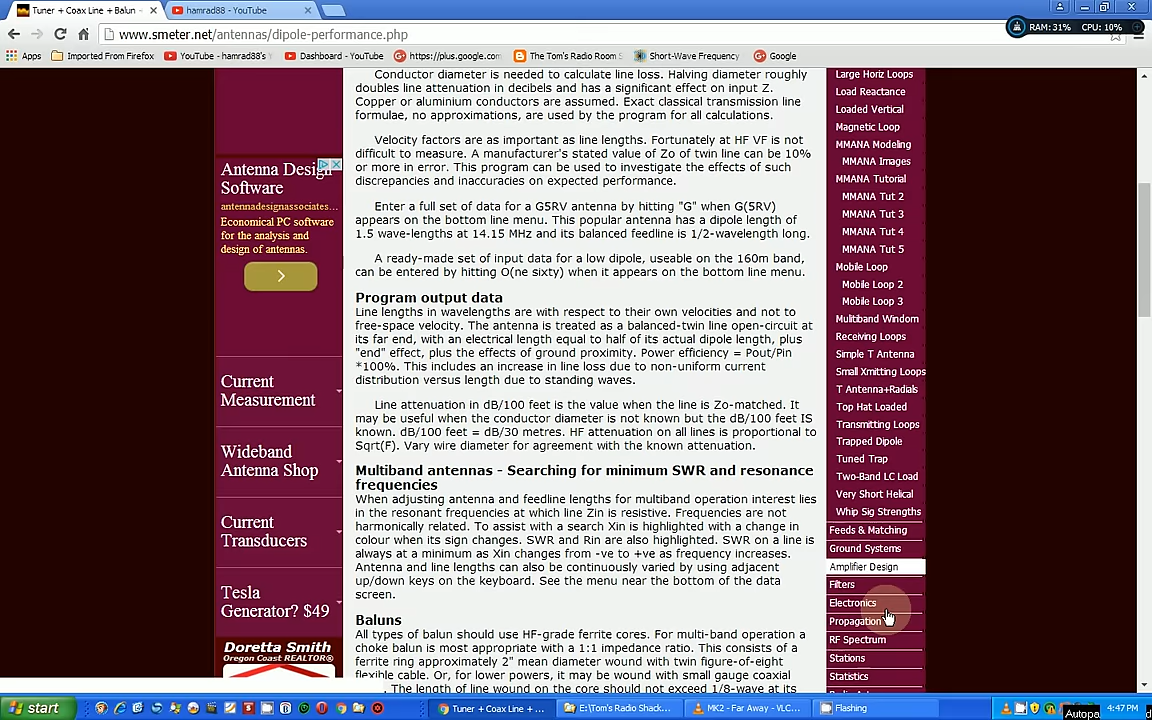 Tuner + Coax Line + Balun -
hamrad88 - YouTube
www.smeter.net/antennas/dipole-performance.php
RAM: 31% CPU: 10%
Apps
Imported From Firefox
YouTube - hamrad88's
Dashboard - YouTube
https://plus.google.com
The Tom's Radio Room
Short-Wave Frequency
Google
Antenna Design
Software
antennadesignassociates...
Economical PC software
for the analysis and
design of antennas.
Current
Measurement
Wideband
Antenna Shop
Current
Transducers
Tesla
Generator? $49
Doretta Smith
Oregon Coast REALTOR®
Conductor diameter is needed to calculate line loss. Halving diameter roughly
doubles line attenuation in decibels and has a significant effect on input Z.
Copper or aluminium conductors are assumed. Exact classical transmission line
formulae, no approximations, are used by the program for all calculations.
Velocity factors are as important as line lengths. Fortunately at HF VF is not
difficult to measure. A manufacturer's stated value of Zo of twin line can be 10%
or more in error. This program can be used to investigate the effects of such
discrepancies and inaccuracies on expected performance.
Enter a full set of data for a G5RV antenna by hitting "G" when G(5RV)
appears on the bottom line menu. This popular antenna has a dipole length of
1.5 wave-lengths at 14.15 MHz and its balanced feedline is 1/2-wavelength long.
A ready-made set of input data for a low dipole, useable on the 160m band,
can be entered by hitting O(ne sixty) when it appears on the bottom line menu.
Program output data
Line lengths in wavelengths are with respect to their own velocities and not to
free-space velocity. The antenna is treated as a balanced-twin line open-circuit at
its far end, with an electrical length equal to half of its actual dipole length, plus
"end" effect, plus the effects of ground proximity. Power efficiency = Pout/Pin
*100%. This includes an increase in line loss due to non-uniform current
distribution versus length due to standing waves.
Line attenuation in dB/100 feet is the value when the line is Zo-matched. It
may be useful when the conductor diameter is not known but the dB/100 feet IS
known. dB/100 feet = dB/30 metres. HF attenuation on all lines is proportional to
Sqrt(F). Vary wire diameter for agreement with the known attenuation.
Multiband antennas - Searching for minimum SWR and resonance
frequencies
When adjusting antenna and feedline lengths for multiband operation interest lies
in the resonant frequencies at which line Zin is resistive. Frequencies are not
harmonically related. To assist with a search Xin is highlighted with a change in
colour when its sign changes. SWR and Rin are also highlighted. SWR on a line is
always at a minimum as Xin changes from -ve to +ve as frequency increases.
Antenna and line lengths can also be continuously varied by using adjacent
up/down keys on the keyboard. See the menu near the bottom of the data
screen.
Baluns
All types of balun should use HF-grade ferrite cores. For multi-band operation a
choke balun is most appropriate with a 1:1 impedance ratio. This consists of a
ferrite ring approximately 2" mean diameter wound with twin figure-of-eight
flexible cable. Or, for lower powers, it may be wound with small gauge coaxial
. The length of line wound on the core should not exceed 1/8-wave at its
Large Horiz Loops
Load Reactance
Loaded Vertical
Magnetic Loop
MMANA Modeling
MMANA Images
MMANA Tutorial
MMANA Tut 2
MMANA Tut 3
MMANA Tut 4
MMANA Tut 5
Mobile Loop
Mobile Loop 2
Mobile Loop 3
Multiband Windom
Receiving Loops
Simple T Antenna
Small Xmitting Loops
T Antenna+Radials
Top Hat Loaded
Transmitting Loops
Trapped Dipole
Tuned Trap
Two-Band LC Load
Very Short Helical
Whip Sig Strengths
Feeds & Matching
Ground Systems
Amplifier Design
Filters
Electronics
Propagation
RF Spectrum
Stations
Statistics
start
Tuner + Coax Line + ...
E:\Tom's Radio Shack...
MK2 - Far Away - VLC...
Flashing
4:47 PM
Autopa